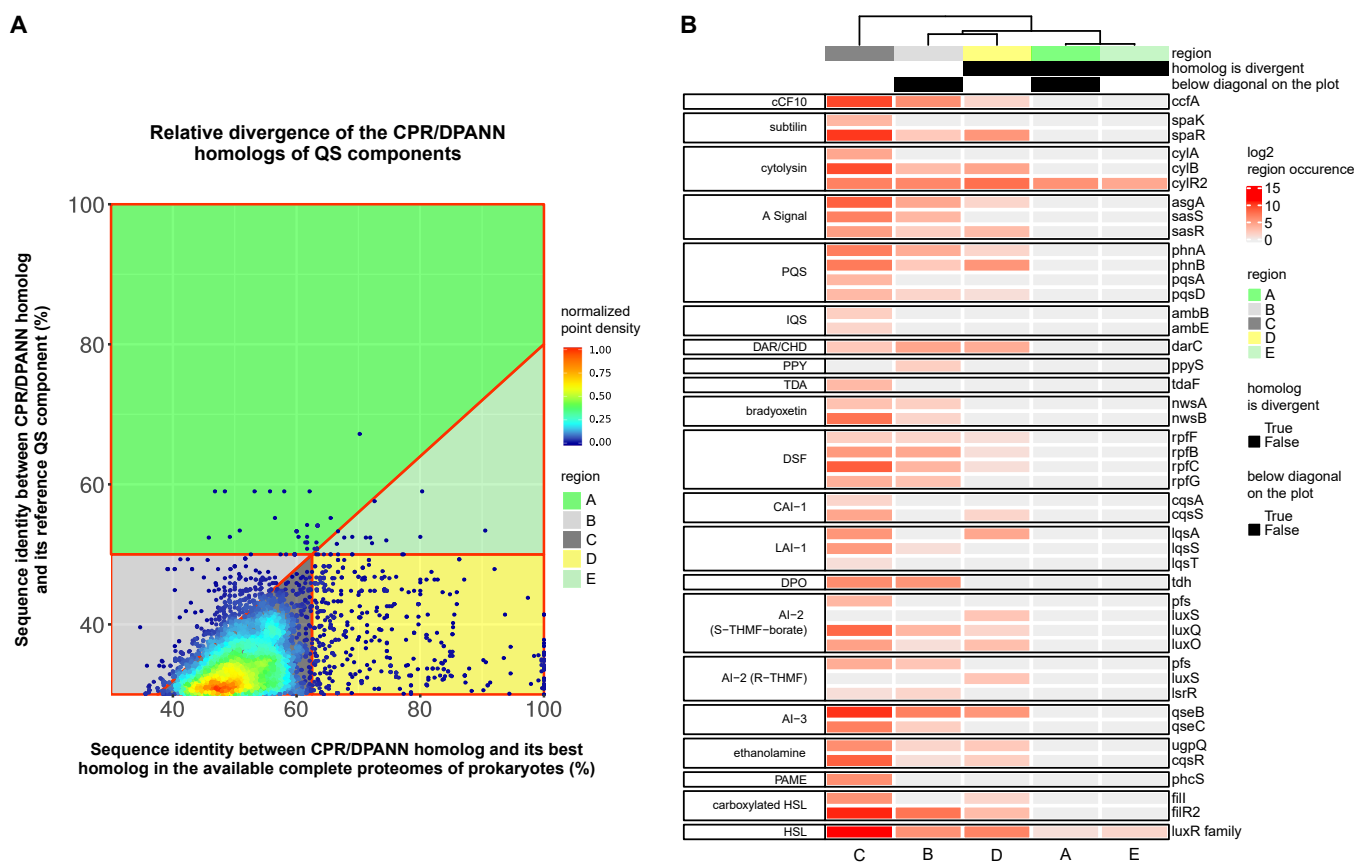 A
Relative divergence of the CPR/DPANN
homologs of QS components
Sequence identity between CPR/DPANN homolog
and its reference QS component (%)
100
80
60
40
40
60
80
100
Sequence identity between CPR/DPANN homolog and its best
homolog in the available complete proteomes of prokaryotes (%)
normalized
point density
1.00
0.75
0.50
0.25
0.00
region
A
B
C
D
E
B
region
homolog is divergent
below diagonal on the plot
cCF10
ccfA
subtilin
spaK
spaR
cytolysin
cylA
cylB
cylR2
A Signal
asgA
sasS
sasR
PQS
phnA
phnB
pqsA
pqsD
IQS
ambB
ambE
DAR/CHD
darC
PPY
ppyS
TDA
tdaF
bradyoxetin
nwsA
nwsB
DSF
rpfF
rpfB
rpfC
rpfG
CAI−1
cqsA
cqsS
LAI−1
lqsA
lqsS
lqsT
DPO
tdh
AI−2
(S−THMF−borate)
pfs
luxS
luxQ
luxO
AI−2 (R−THMF)
pfs
luxS
lsrR
AI−3
qseB
qseC
ethanolamine
ugpQ
cqsR
PAME
phcS
carboxylated HSL
filI
filR2
HSL
luxR family
C
B
D
A
E
log2
region occurence
15
10
5
0
region
A
B
C
D
E
homolog
is divergent
True
False
below diagonal
on the plot
True
False